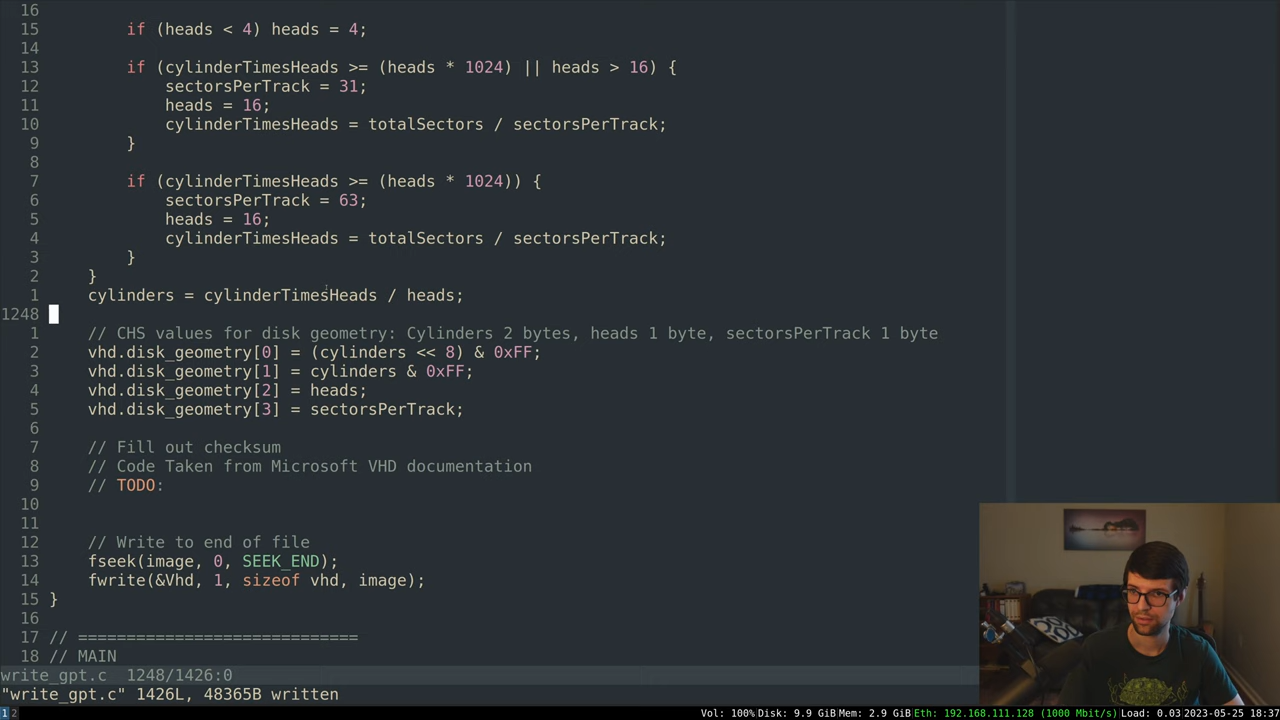 16
15 if (heads < 4) heads = 4;
14
13 if (cylinderTimesHeads >= (heads * 1024) || heads > 16) {
12 sectorsPerTrack = 31;
11 heads = 16;
10 cylinderTimesHeads = totalSectors / sectorsPerTrack;
9 }
8
7 if (cylinderTimesHeads >= (heads * 1024)) {
6 sectorsPerTrack = 63;
5 heads = 16;
4 cylinderTimesHeads = totalSectors / sectorsPerTrack;
3 }
2 }
1 cylinders = cylinderTimesHeads / heads;
1248
1 // CHS values for disk geometry: Cylinders 2 bytes, heads 1 byte, sectorsPerTrack 1 byte
2 vhd.disk_geometry[0] = (cylinders << 8) & 0xFF;
3 vhd.disk_geometry[1] = cylinders & 0xFF;
4 vhd.disk_geometry[2] = heads;
5 vhd.disk_geometry[3] = sectorsPerTrack;
6
7 // Fill out checksum
8 // Code Taken from Microsoft VHD documentation
9 // TODO:
10
11
12 // Write to end of file
13 fseek(image, 0, SEEK_END);
14 fwrite(&Vhd, 1, sizeof vhd, image);
15 }
16
17 // =============================
18 // MAIN
write_gpt.c 1248/1426:0
"write_gpt.c" 1426L, 48365B written
1 2 Vol: 100% Disk: 9.9 GiB Mem: 2.9 GiB Eth: 192.168.111.128 (1000 Mbit/s) Load: 0.03 2023-05-25 18:37